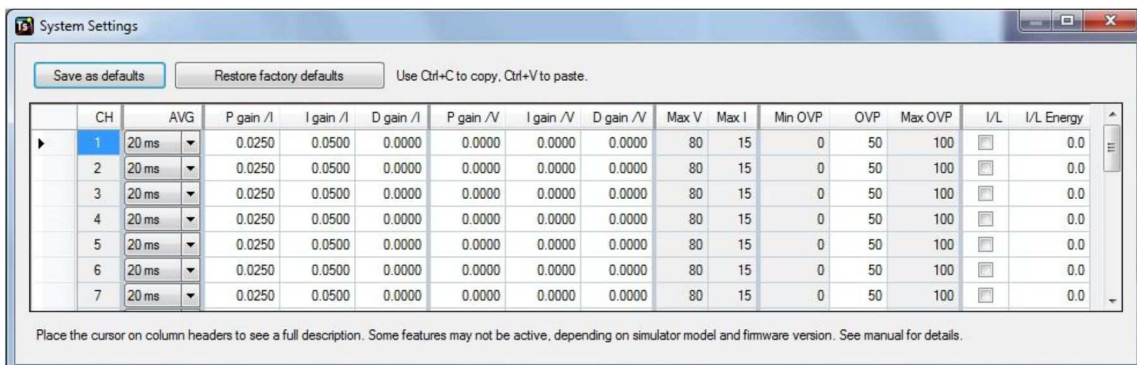 TS System Settings
Save as defaults Restore factory defaults Use Ctrl+C to copy, Ctrl+V to paste.
CH AVG P gain /I I gain /I D gain /I P gain /V I gain /V D gain /V Max V Max I Min OVP OVP Max OVP I/L I/L Energy
1 20 ms 0.0250 0.0500 0.0000 0.0000 0.0000 0.0000 80 15 0 50 100 0.0
2 20 ms 0.0250 0.0500 0.0000 0.0000 0.0000 0.0000 80 15 0 50 100 0.0
3 20 ms 0.0250 0.0500 0.0000 0.0000 0.0000 0.0000 80 15 0 50 100 0.0
4 20 ms 0.0250 0.0500 0.0000 0.0000 0.0000 0.0000 80 15 0 50 100 0.0
5 20 ms 0.0250 0.0500 0.0000 0.0000 0.0000 0.0000 80 15 0 50 100 0.0
6 20 ms 0.0250 0.0500 0.0000 0.0000 0.0000 0.0000 80 15 0 50 100 0.0
7 20 ms 0.0250 0.0500 0.0000 0.0000 0.0000 0.0000 80 15 0 50 100 0.0
Place the cursor on column headers to see a full description. Some features may not be active, depending on simulator model and firmware version. See manual for details.